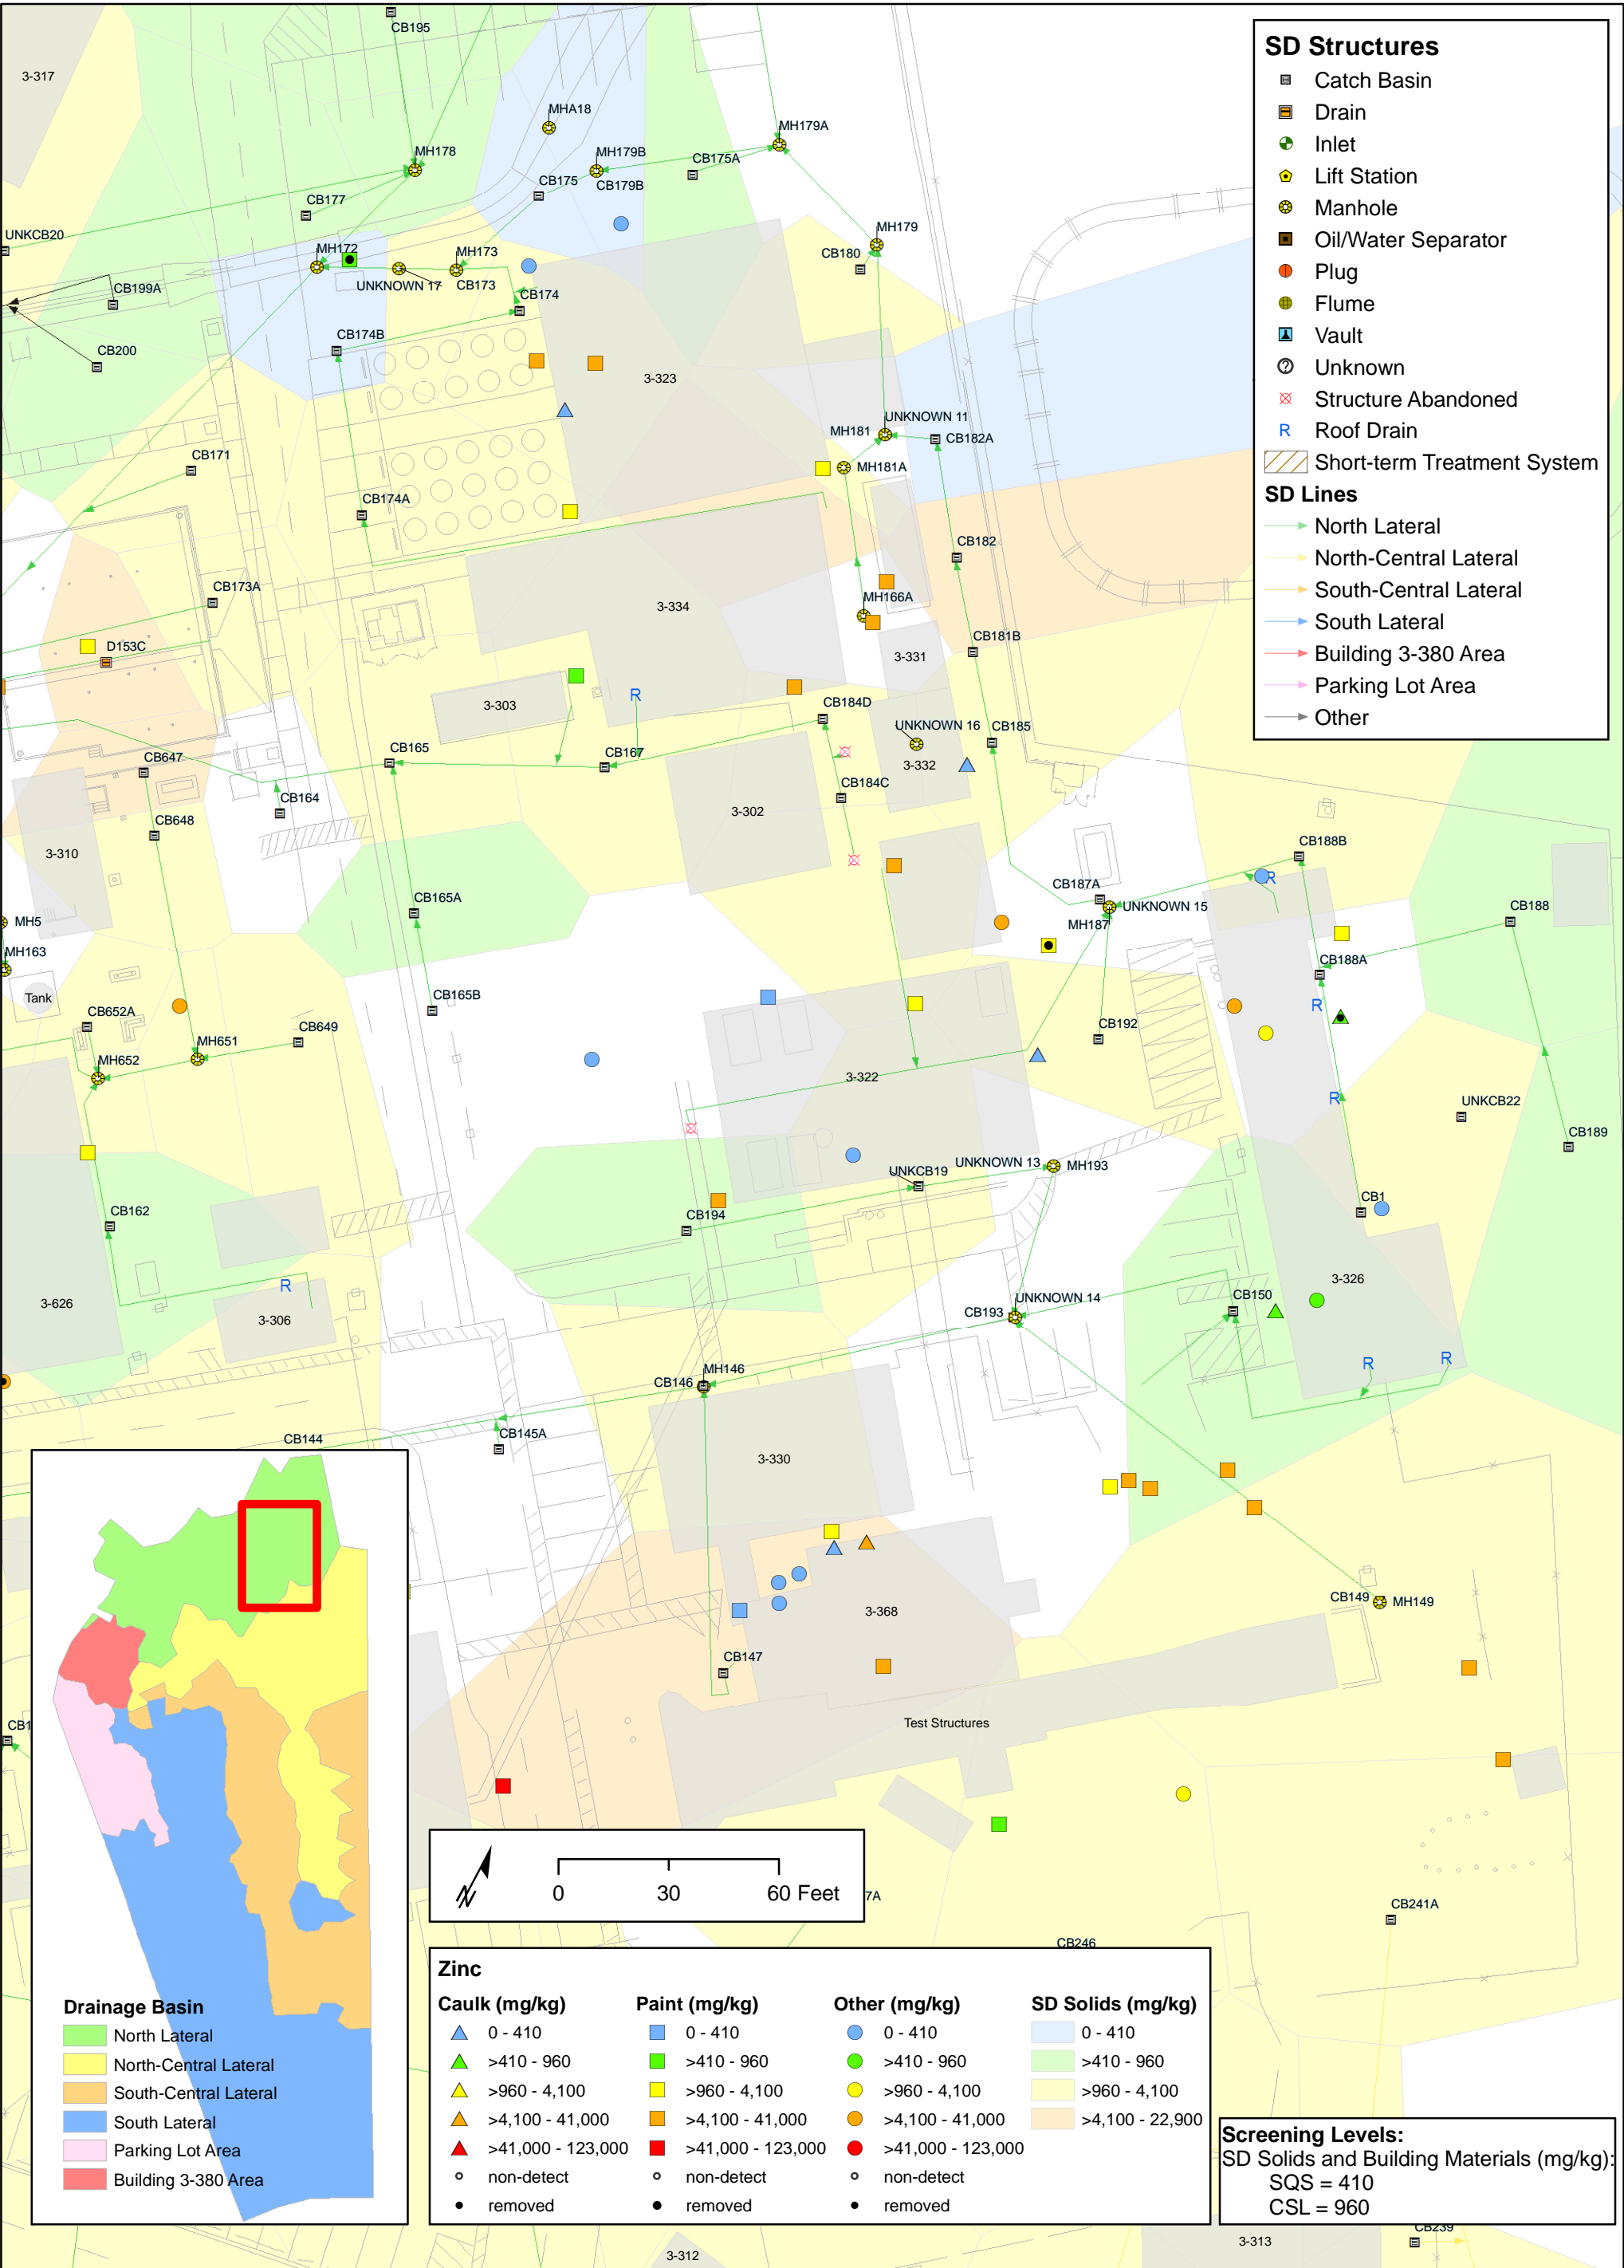 CB195
3-317
MHA18
MH179A
MH178
MH179B
CB175A
CB175
CB179B
CB177
UNKCB20
MH179
MH172
MH173
CB180
UNKNOWN 17
CB173
CB199A
CB174
CB174B
CB200
3-323
UNKNOWN 11
MH181
CB182A
CB171
MH181A
CB174A
CB182
CB173A
MH166A
3-334
CB181B
D153C
3-331
R
3-303
CB184D
UNKNOWN 16
CB185
CB165
CB167
3-332
CB647
CB164
CB184C
3-302
CB648
3-310
CB188B
R
CB187A
CB165A
UNKNOWN 15
CB188
MH5
MH187
MH163
CB188A
Tank
R
CB165B
CB652A
CB649
CB192
MH651
MH652
3-322
R
UNKCB22
CB189
UNKNOWN 13
MH193
UNKCB19
CB1
CB162
CB194
3-326
R
3-626
UNKNOWN 14
CB150
3-306
CB193
R
R
MH146
CB146
CB144
CB145A
3-330
CB149
MH149
3-368
CB147
Test Structures
CB1
7A
CB241A
CB246
3-313
CB239
3-312
SD Structures
Catch Basin
Drain
Inlet
Lift Station
Manhole
Oil/Water Separator
Plug
Flume
Vault
Unknown
Structure Abandoned
R Roof Drain
Short-term Treatment System
SD Lines
North Lateral
North-Central Lateral
South-Central Lateral
South Lateral
Building 3-380 Area
Parking Lot Area
Other
Drainage Basin
North Lateral
North-Central Lateral
South-Central Lateral
South Lateral
Parking Lot Area
Building 3-380 Area
N
0 30 60 Feet
Zinc
Caulk (mg/kg) Paint (mg/kg) Other (mg/kg) SD Solids (mg/kg)
0 - 410 0 - 410 0 - 410 0 - 410
>410 - 960 >410 - 960 >410 - 960 >410 - 960
>960 - 4,100 >960 - 4,100 >960 - 4,100 >960 - 4,100
>4,100 - 41,000 >4,100 - 41,000 >4,100 - 41,000 >4,100 - 22,900
>41,000 - 123,000 >41,000 - 123,000 >41,000 - 123,000
non-detect non-detect non-detect
removed removed removed
Screening Levels:
SD Solids and Building Materials (mg/kg):
SQS = 410
CSL = 960